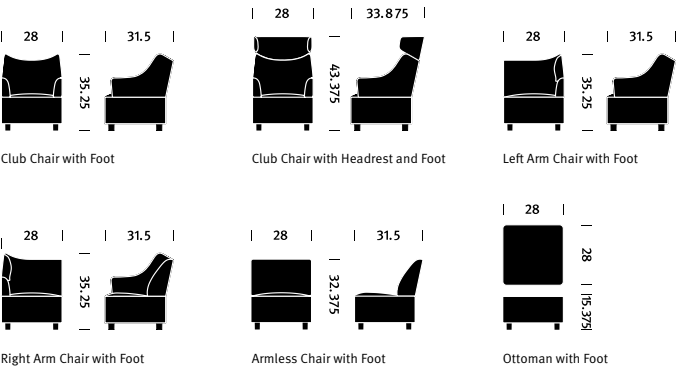 28 31.5
35.25
Club Chair with Foot
28 33.875
43.375
Club Chair with Headrest and Foot
28 31.5
35.25
Left Arm Chair with Foot
28 31.5
35.25
Right Arm Chair with Foot
28 31.5
32.375
Armless Chair with Foot
28
28
15.375
Ottoman with Foot